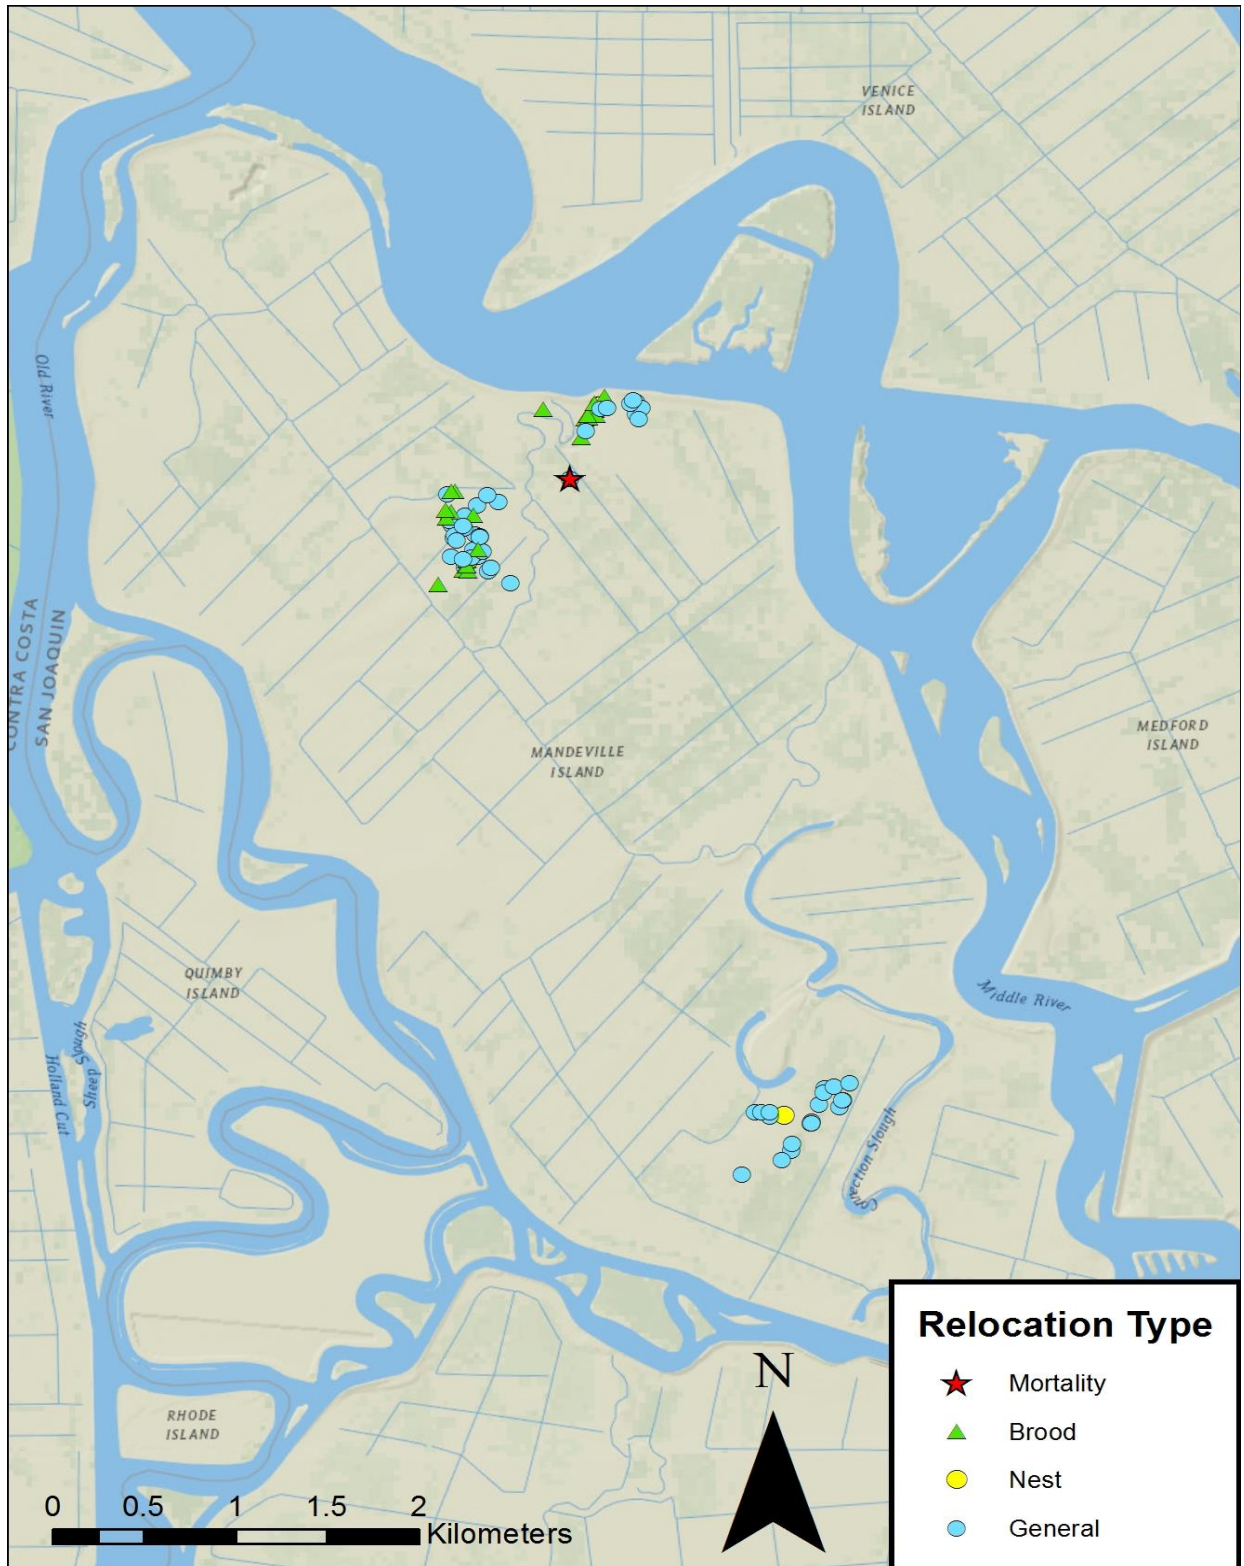 VENICE
ISLAND
Old River
CONTRA COSTA
SAN JOAQUIN
MANDEVILLE
ISLAND
MEDFORD
ISLAND
QUIMBY
ISLAND
Middle River
Sheep Slough
Holland Cut
Connection Slough
RHODE
ISLAND
N
0 0.5 1 1.5 2
Kilometers
Relocation Type
Mortality
Brood
Nest
General